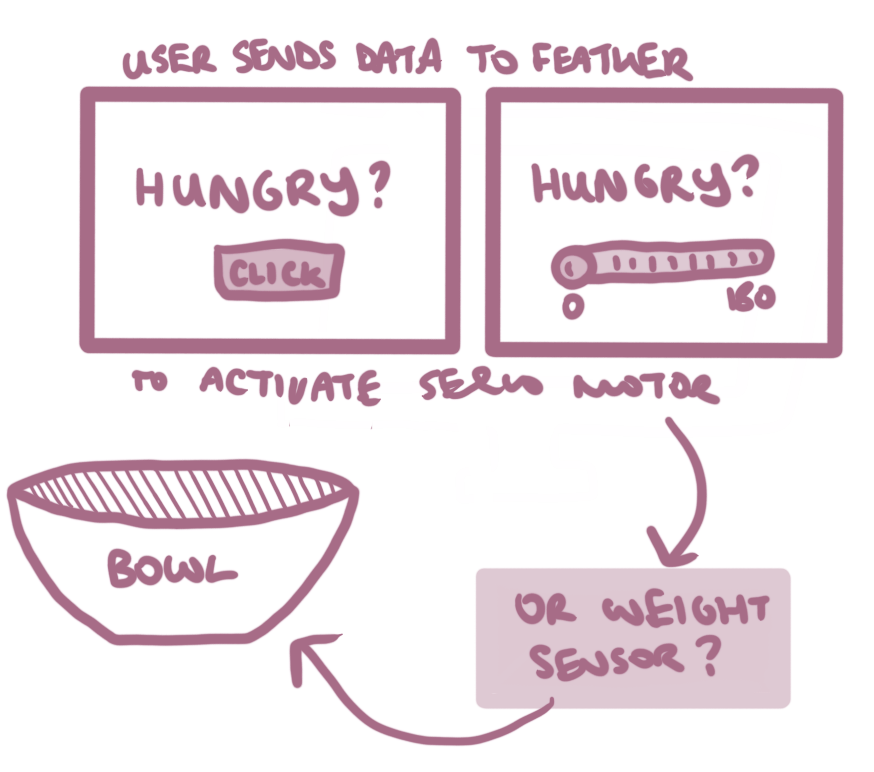 USER SENDS DATA TO FEATHER
HUNGRY?
CLICK
HUNGRY?
0 180
TO ACTIVATE SERVO MOTOR
BOWL
OR WEIGHT
SENSOR?